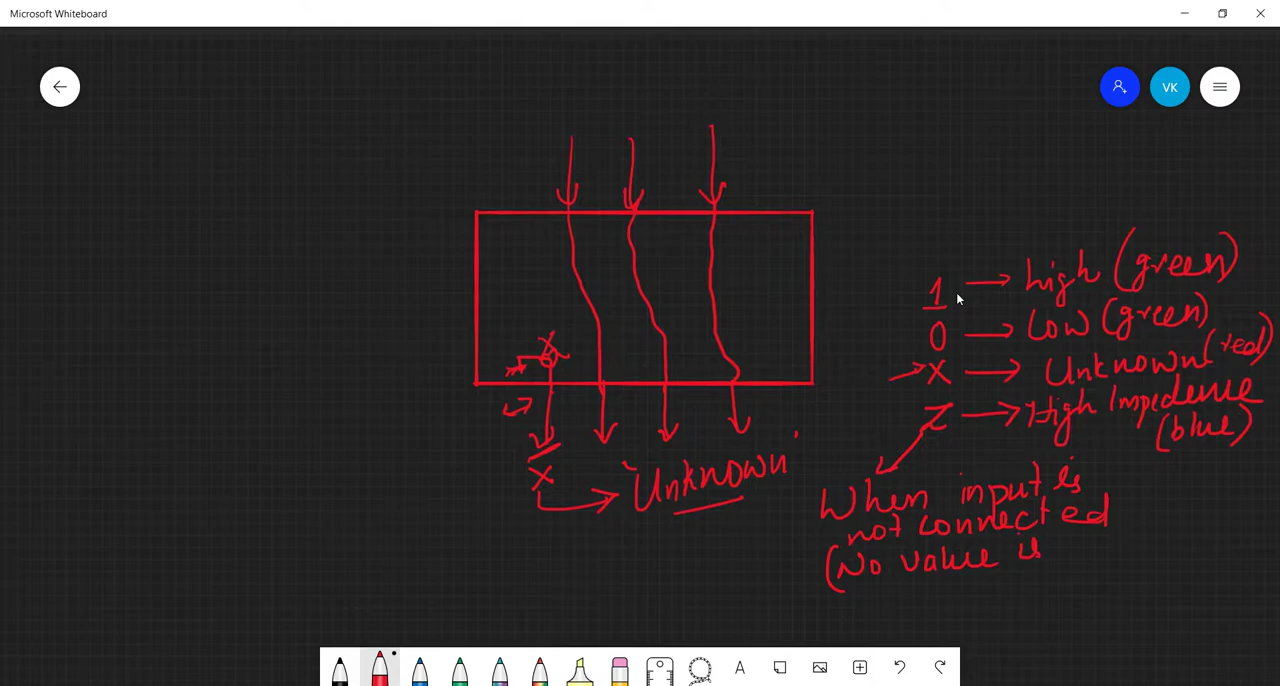 Microsoft Whiteboard
VK
1 → high (green)
0 → Low (green)
X → Unknown (red)
Z → High Impedense (blue)
When input is
not connected
(No value is
X
X → Unknown
A